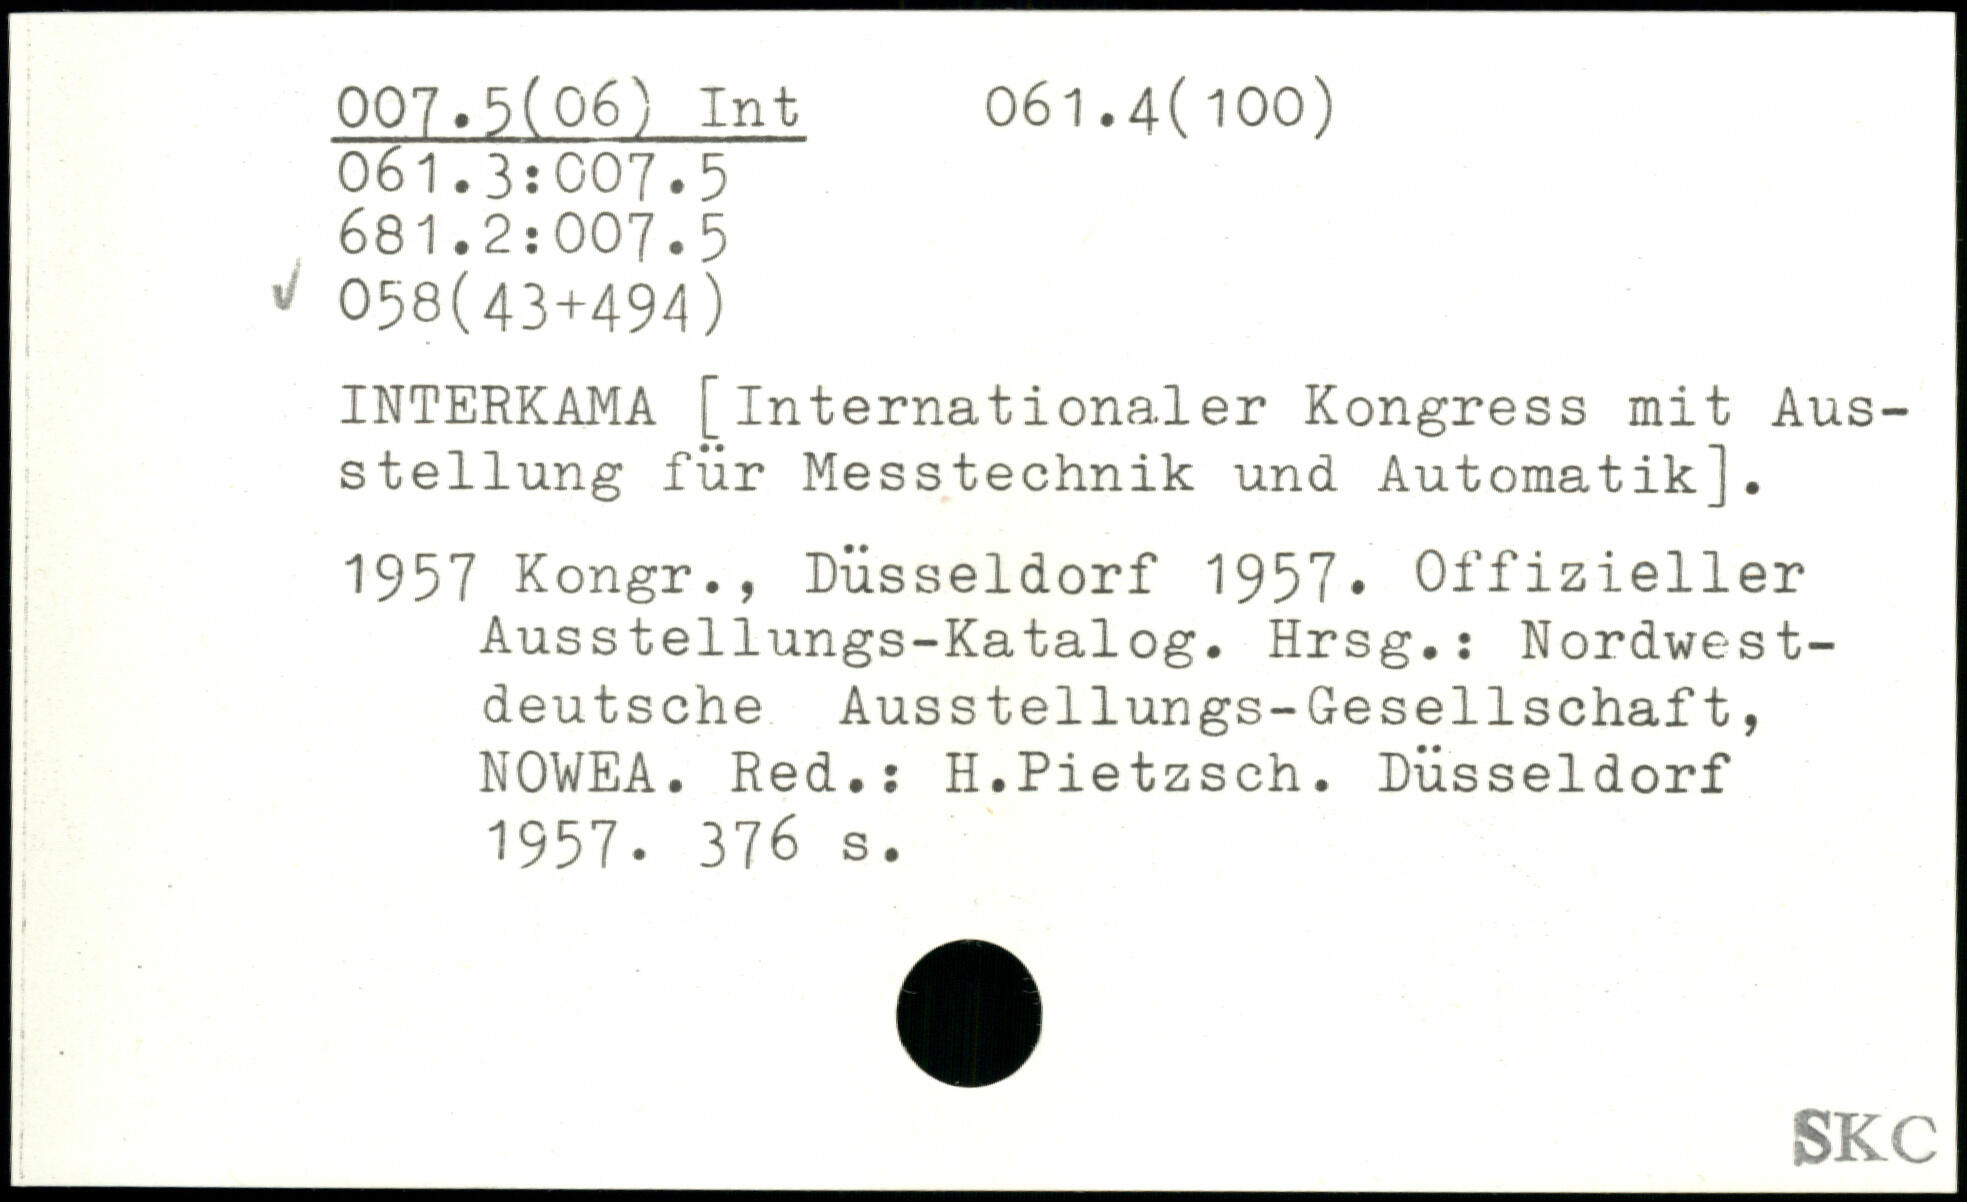 007.5(06) Int 061.4(100)
061.3:007.5
681.2:007.5
✓ 058(43+494)
INTERKAMA [Internationaler Kongress mit Aus-
stellung für Messtechnik und Automatik].
1957 Kongr., Düsseldorf 1957. Offizieller
Ausstellungs-Katalog. Hrsg.: Nordwest-
deutsche Ausstellungs-Gesellschaft,
NOWEA. Red.: H.Pietzsch. Düsseldorf
1957. 376 s.
SKC